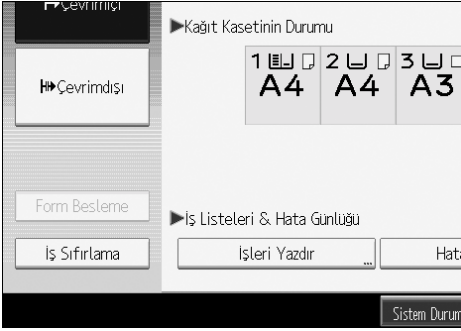 Çevrimiçi
►Kağıt Kasetinin Durumu
1 2 3
A4 A4 A3
Çevrimdışı
Form Besleme
►İş Listeleri & Hata Günlüğü
İş Sıfırlama
İşleri Yazdır ...
Hata
Sistem Durum